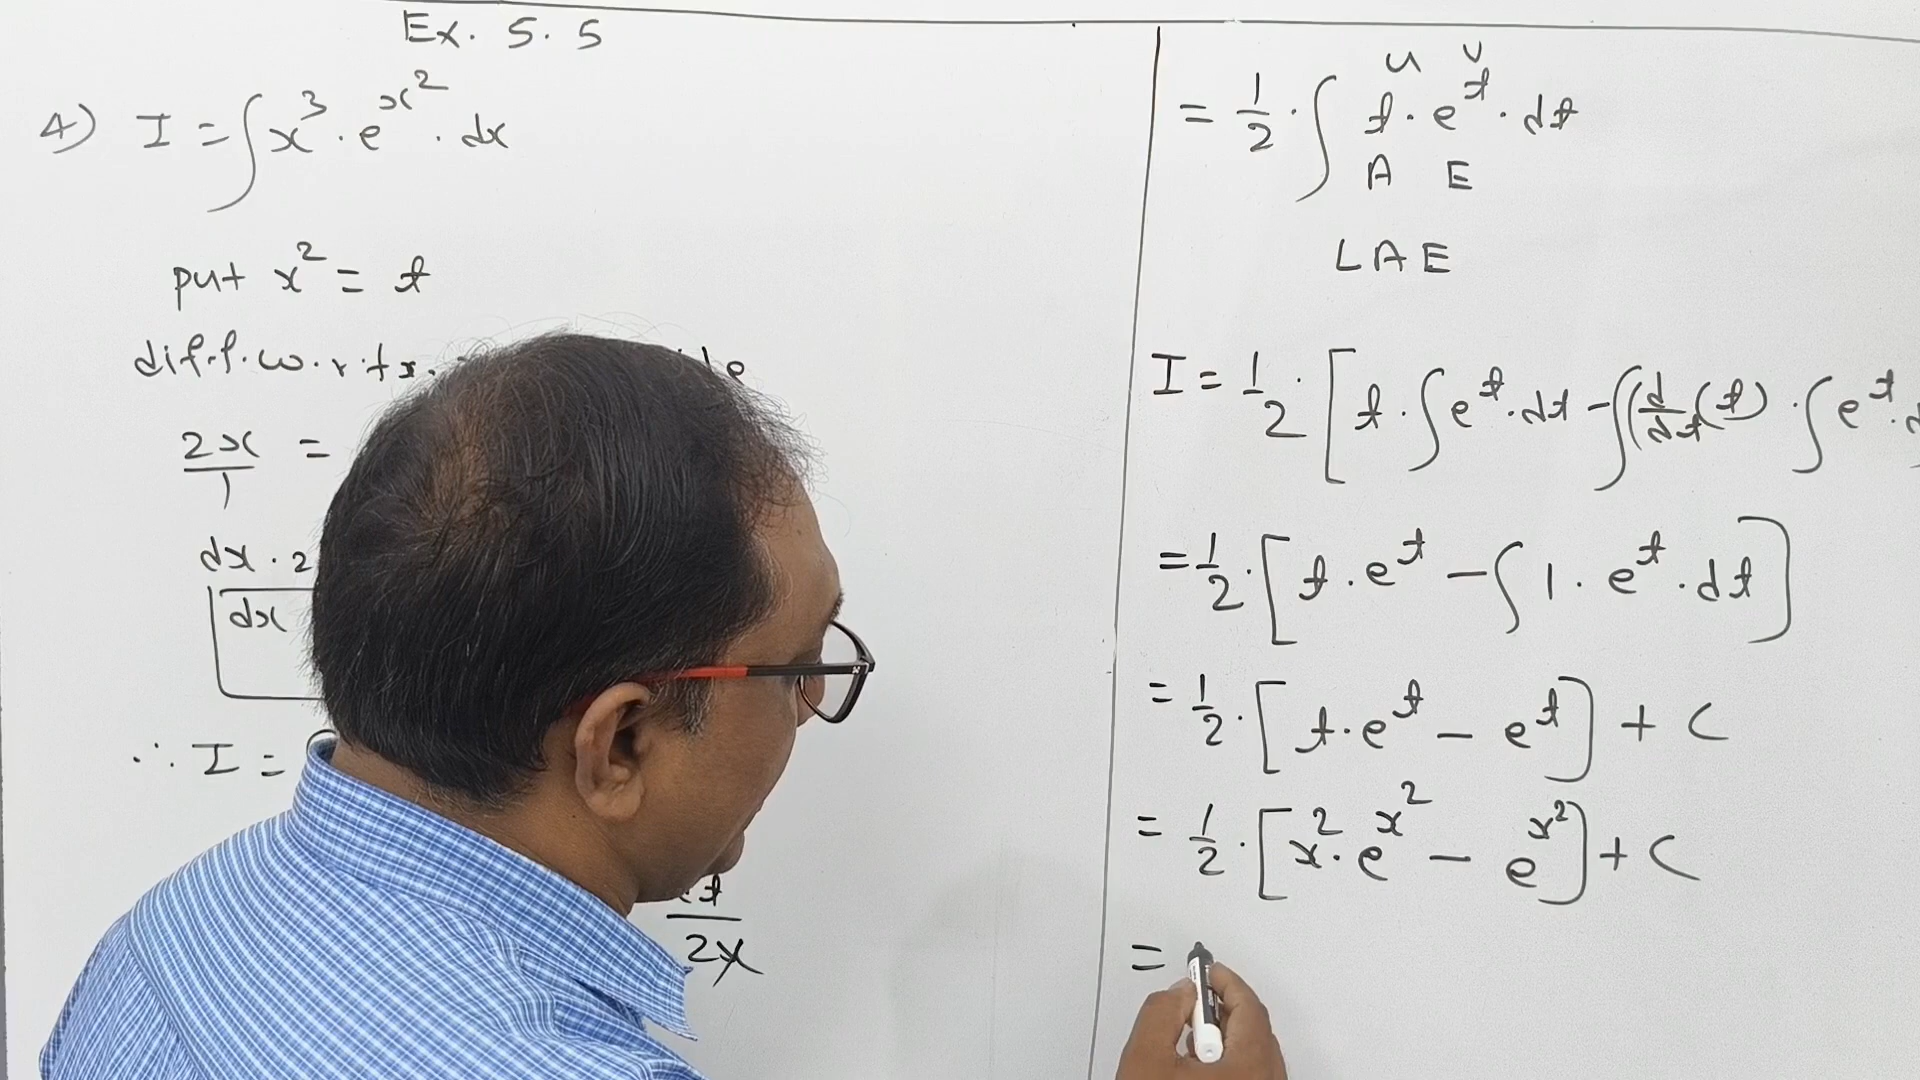 Ex. 5.5
4) I = ∫ x³ · e^x² · dx
put x² = t
diff. w.r.t x.
2x/1 =
dx · 2
dx
∴ I =
2x
u v
= 1/2 · ∫ t · e^t · dt
A E
LAE
I = 1/2 · [ t · ∫ e^t · dt - ∫ ( d/dt (t) · ∫ e^t ·
= 1/2 · [ t · e^t - ∫ 1 · e^t · dt ]
= 1/2 · [ t · e^t - e^t ] + c
= 1/2 · [ x² · e^x² - e^x² ] + c
=